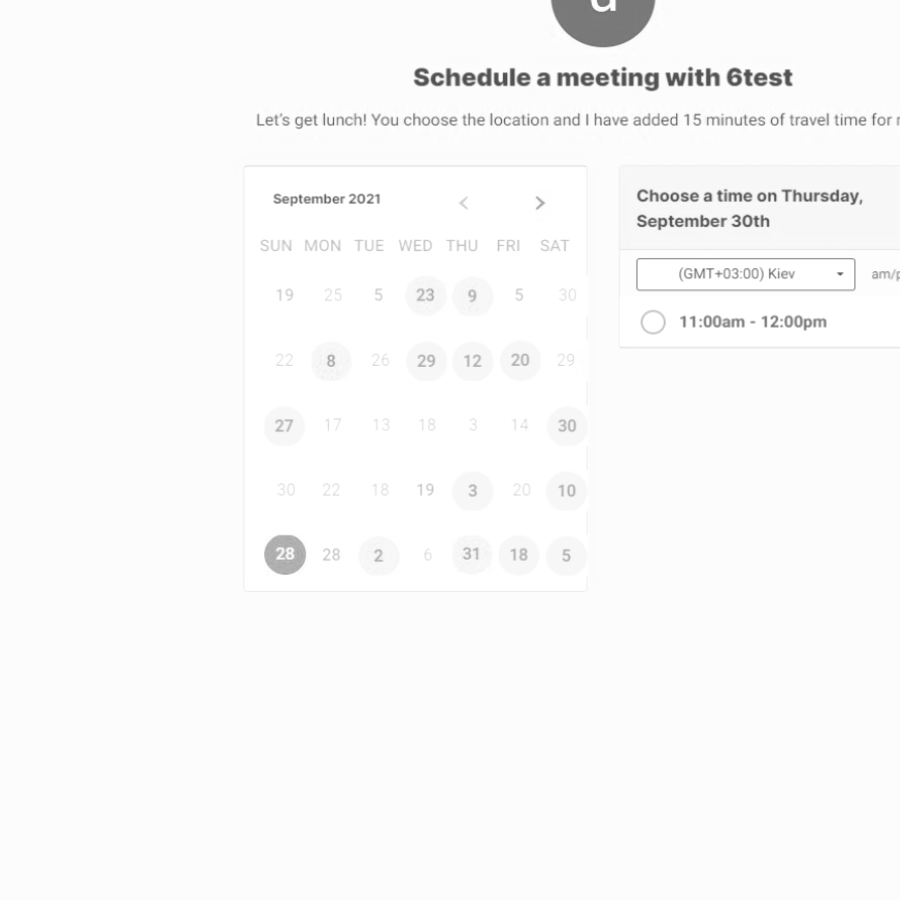 Schedule a meeting with 6test
Let's get lunch! You choose the location and I have added 15 minutes of travel time for
September 2021
SUN MON TUE WED THU FRI SAT
19 25 5 23 9 5 30
22 8 26 29 12 20 29
27 17 13 18 3 14 30
30 22 18 19 3 20 10
28 28 2 6 31 18 5
Choose a time on Thursday,
September 30th
(GMT+03:00) Kiev am/
11:00am - 12:00pm